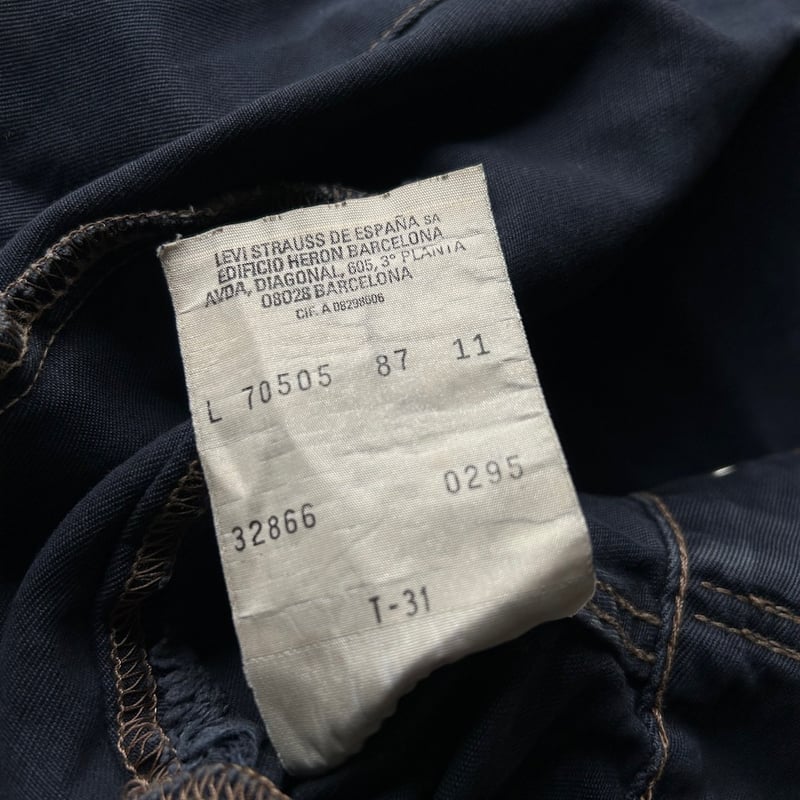 LEVI STRAUSS DE ESPAÑA SA
EDIFICIO HERON BARCELONA
AVDA, DIAGONAL, 605, 3º PLANTA
08028 BARCELONA
CIF. A 08298606
L 70505 87 11
32866 0295
T-31